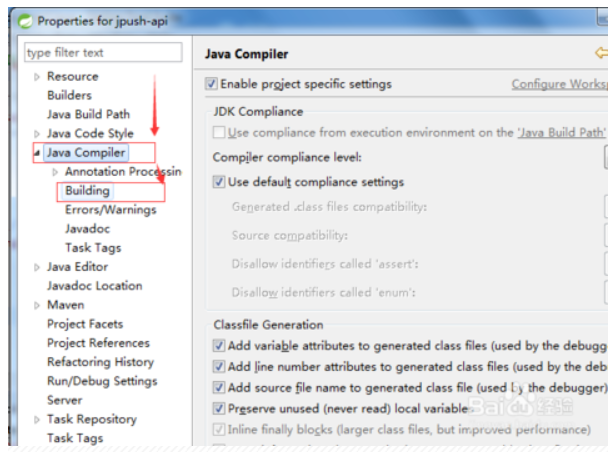 Properties for jpush-api
type filter text
Resource
Builders
Java Build Path
Java Code Style
Java Compiler
Annotation Processin
Building
Errors/Warnings
Javadoc
Task Tags
Java Editor
Javadoc Location
Maven
Project Facets
Project References
Refactoring History
Run/Debug Settings
Server
Task Repository
Task Tags
Java Compiler
Enable project specific settings
Configure Worksp
JDK Compliance
Use compliance from execution environment on the 'Java Build Path'
Compiler compliance level:
Use default compliance settings
Generated .class files compatibility:
Source compatibility:
Disallow identifiers called 'assert':
Disallow identifiers called 'enum':
Classfile Generation
Add variable attributes to generated class files (used by the debugg
Add line number attributes to generated class files (used by the deb
Add source file name to generated class file (used by the debugger)
Preserve unused (never read) local variable
Inline finally blocks (larger class files, but improved performance)
Baidu经验